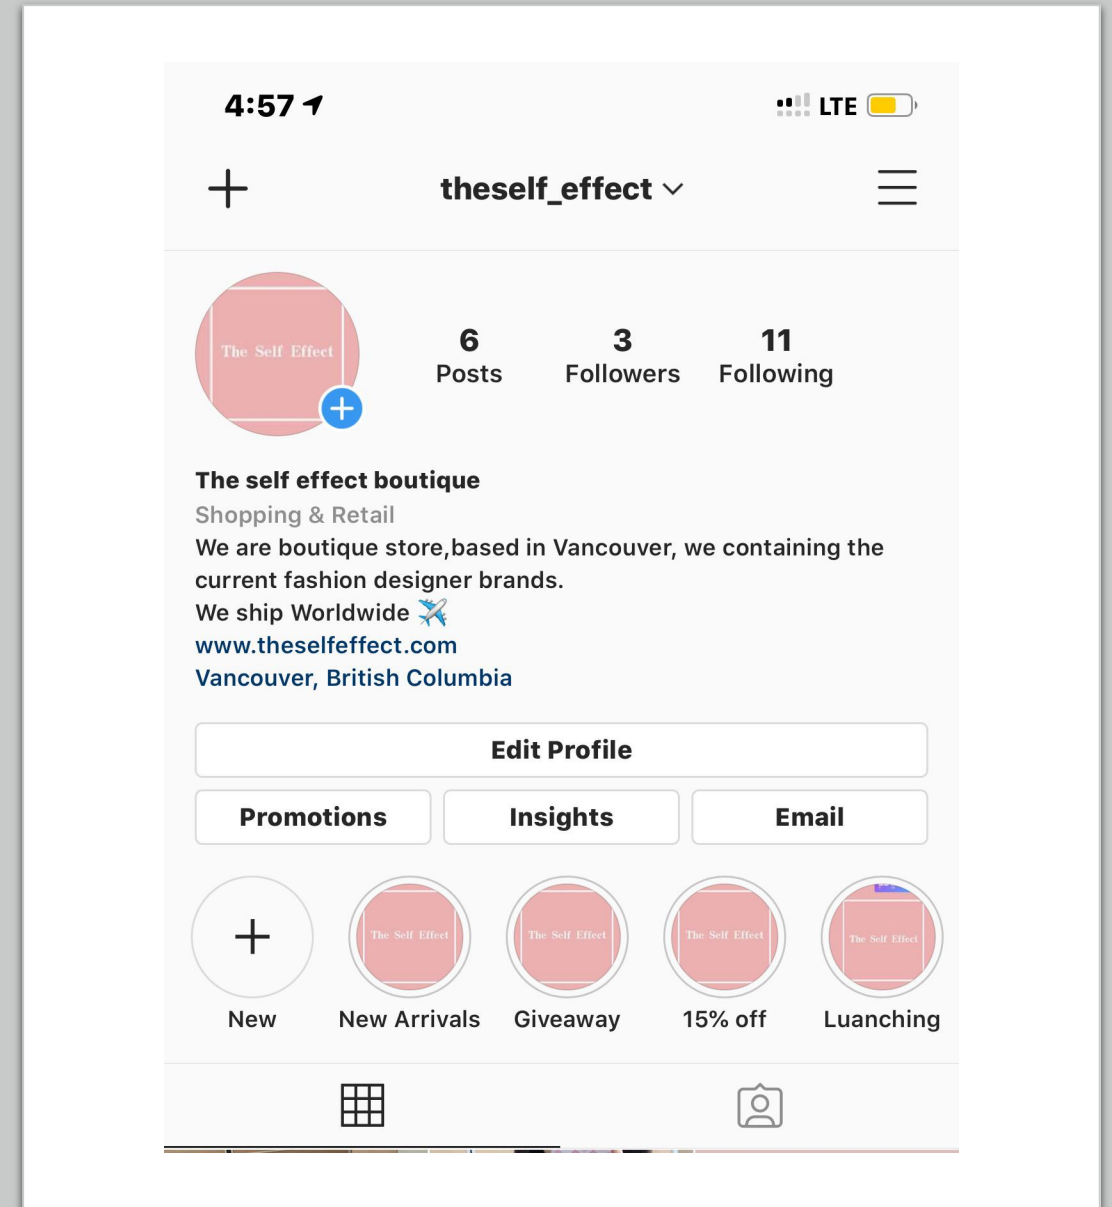 4:57
LTE
theself_effect
The Self Effect
6
3
11
Posts
Followers
Following
The self effect boutique
Shopping & Retail
We are boutique store,based in Vancouver, we containing the
current fashion designer brands.
We ship Worldwide ✈️
www.theselfeffect.com
Vancouver, British Columbia
Edit Profile
Promotions
Insights
Email
The Self Effect
The Self Effect
The Self Effect
The Self Effect
New
New Arrivals
Giveaway
15% off
Luanching